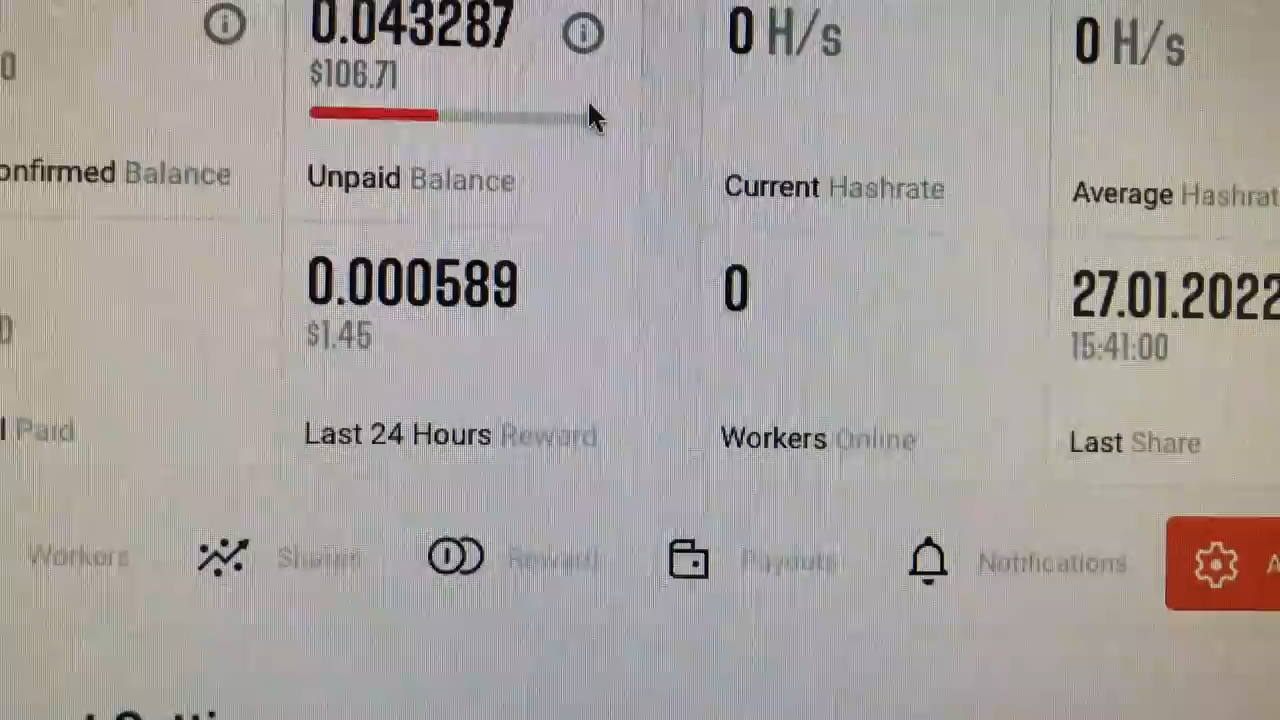 0.043287
0 H/s
0 H/s
0
$106.71
onfirmed Balance
Unpaid Balance
Current Hashrate
Average Hashrat
0.000589
0
27.01.2022
$1.45
15:41:00
l Paid
Last 24 Hours Reward
Workers Online
Last Share
Workers
Shares
Rewards
Payouts
Notifications
A